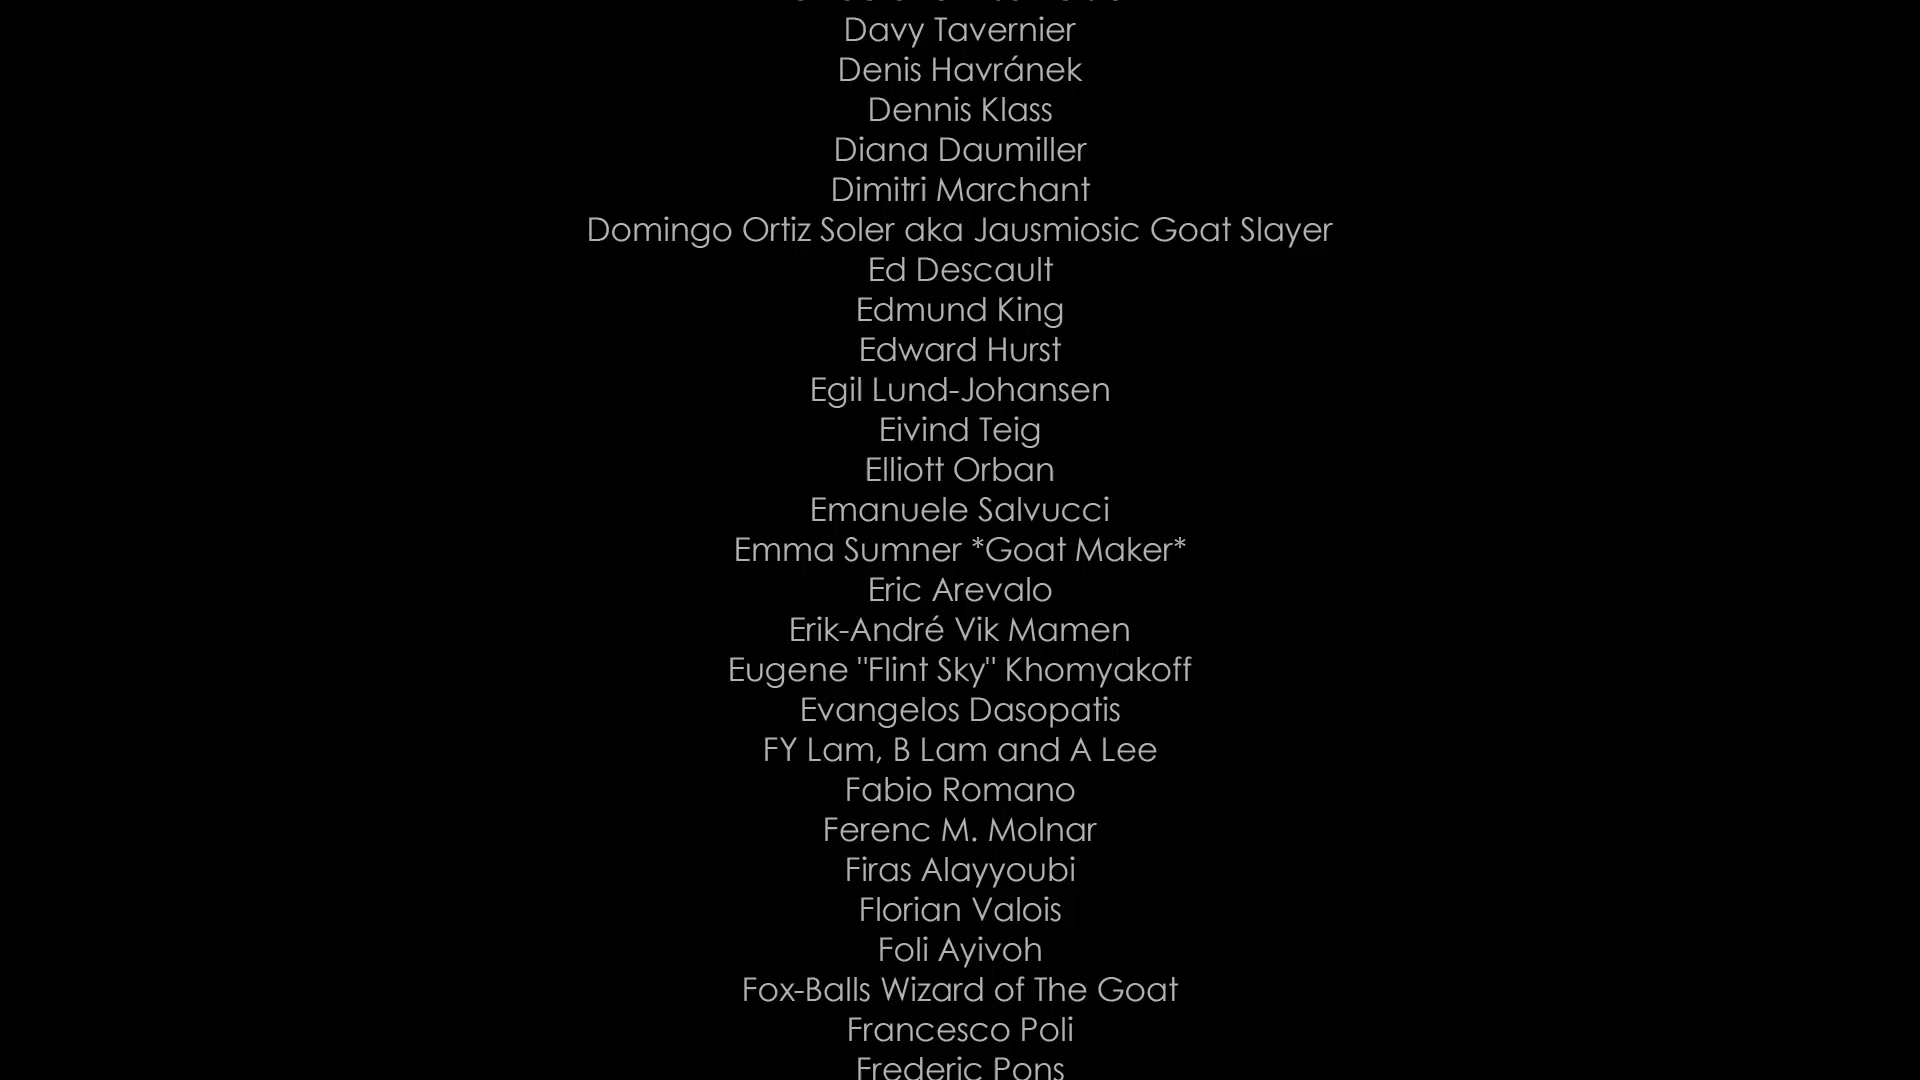 Davy Tavernier
Denis Havránek
Dennis Klass
Diana Daumiller
Dimitri Marchant
Domingo Ortiz Soler aka Jausmiosic Goat Slayer
Ed Descault
Edmund King
Edward Hurst
Egil Lund-Johansen
Eivind Teig
Elliott Orban
Emanuele Salvucci
Emma Sumner *Goat Maker*
Eric Arevalo
Erik-André Vik Mamen
Eugene "Flint Sky" Khomyakoff
Evangelos Dasopatis
FY Lam, B Lam and A Lee
Fabio Romano
Ferenc M. Molnar
Firas Alayyoubi
Florian Valois
Foli Ayivoh
Fox-Balls Wizard of The Goat
Francesco Poli
Frederic Pons